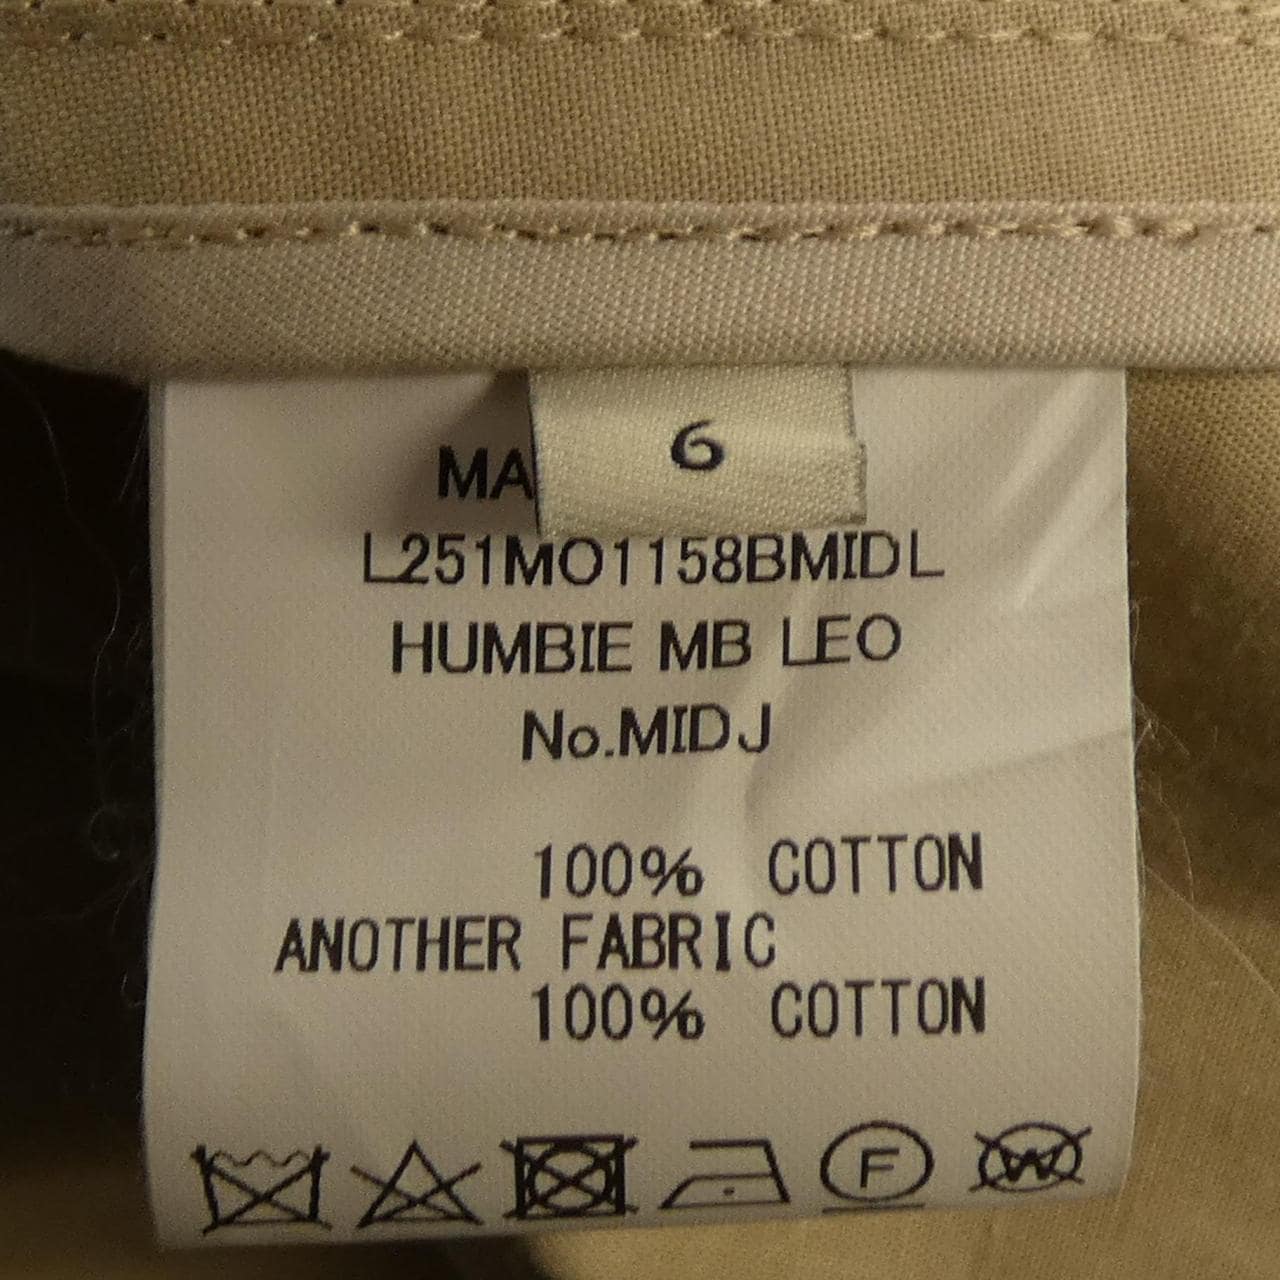 6
MA
L251MO1158BMIDL
HUMBIE MB LEO
No.MIDJ
100% COTTON
ANOTHER FABRIC
100% COTTON
F W